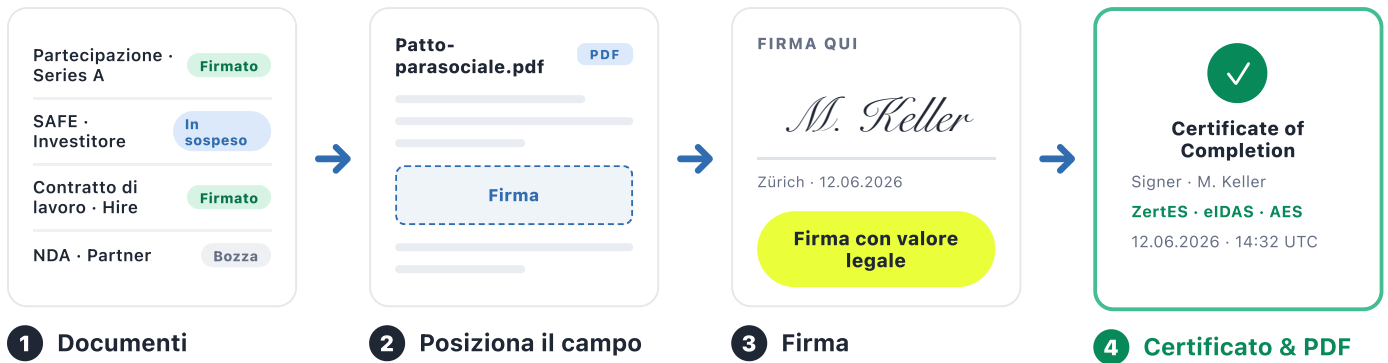 Partecipazione ·
Series A
Firmato
SAFE ·
Investitore
In
sospeso
Contratto di
lavoro · Hire
Firmato
NDA · Partner
Bozza
1 Documenti
Patto-
parasociale.pdf
PDF
Firma
2 Posiziona il campo
FIRMA QUI
M. Keller
Zürich · 12.06.2026
Firma con valore
legale
3 Firma
Certificate of
Completion
Signer · M. Keller
ZertES · eIDAS · AES
12.06.2026 · 14:32 UTC
4 Certificato & PDF